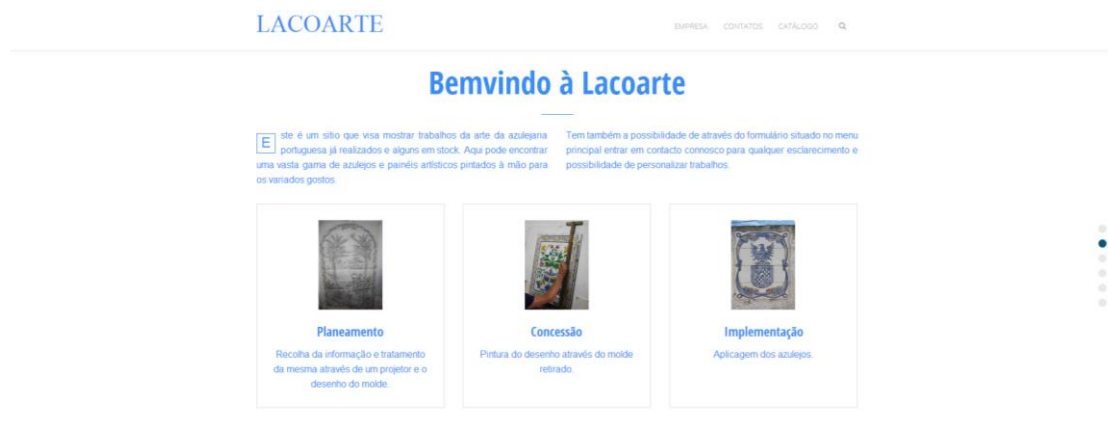 LACOARTE
EMPRESA CONTATOS CATÁLOGO
Bemvindo à Lacoarte
Este é um sitio que visa mostrar trabalhos da arte da azulejaria
portuguesa já realizados e alguns em stock. Aqui pode encontrar
uma vasta gama de azulejos e painéis artísticos pintados à mão para
os variados gostos.
Tem também a possibilidade de através do formulário situado no menu
principal entrar em contacto connosco para qualquer esclarecimento e
possibilidade de personalizar trabalhos.
Planeamento
Recolha da informação e tratamento
da mesma através de um projetor e o
desenho do molde.
Concessão
Pintura do desenho através do molde
retirado.
Implementação
Aplicagem dos azulejos.